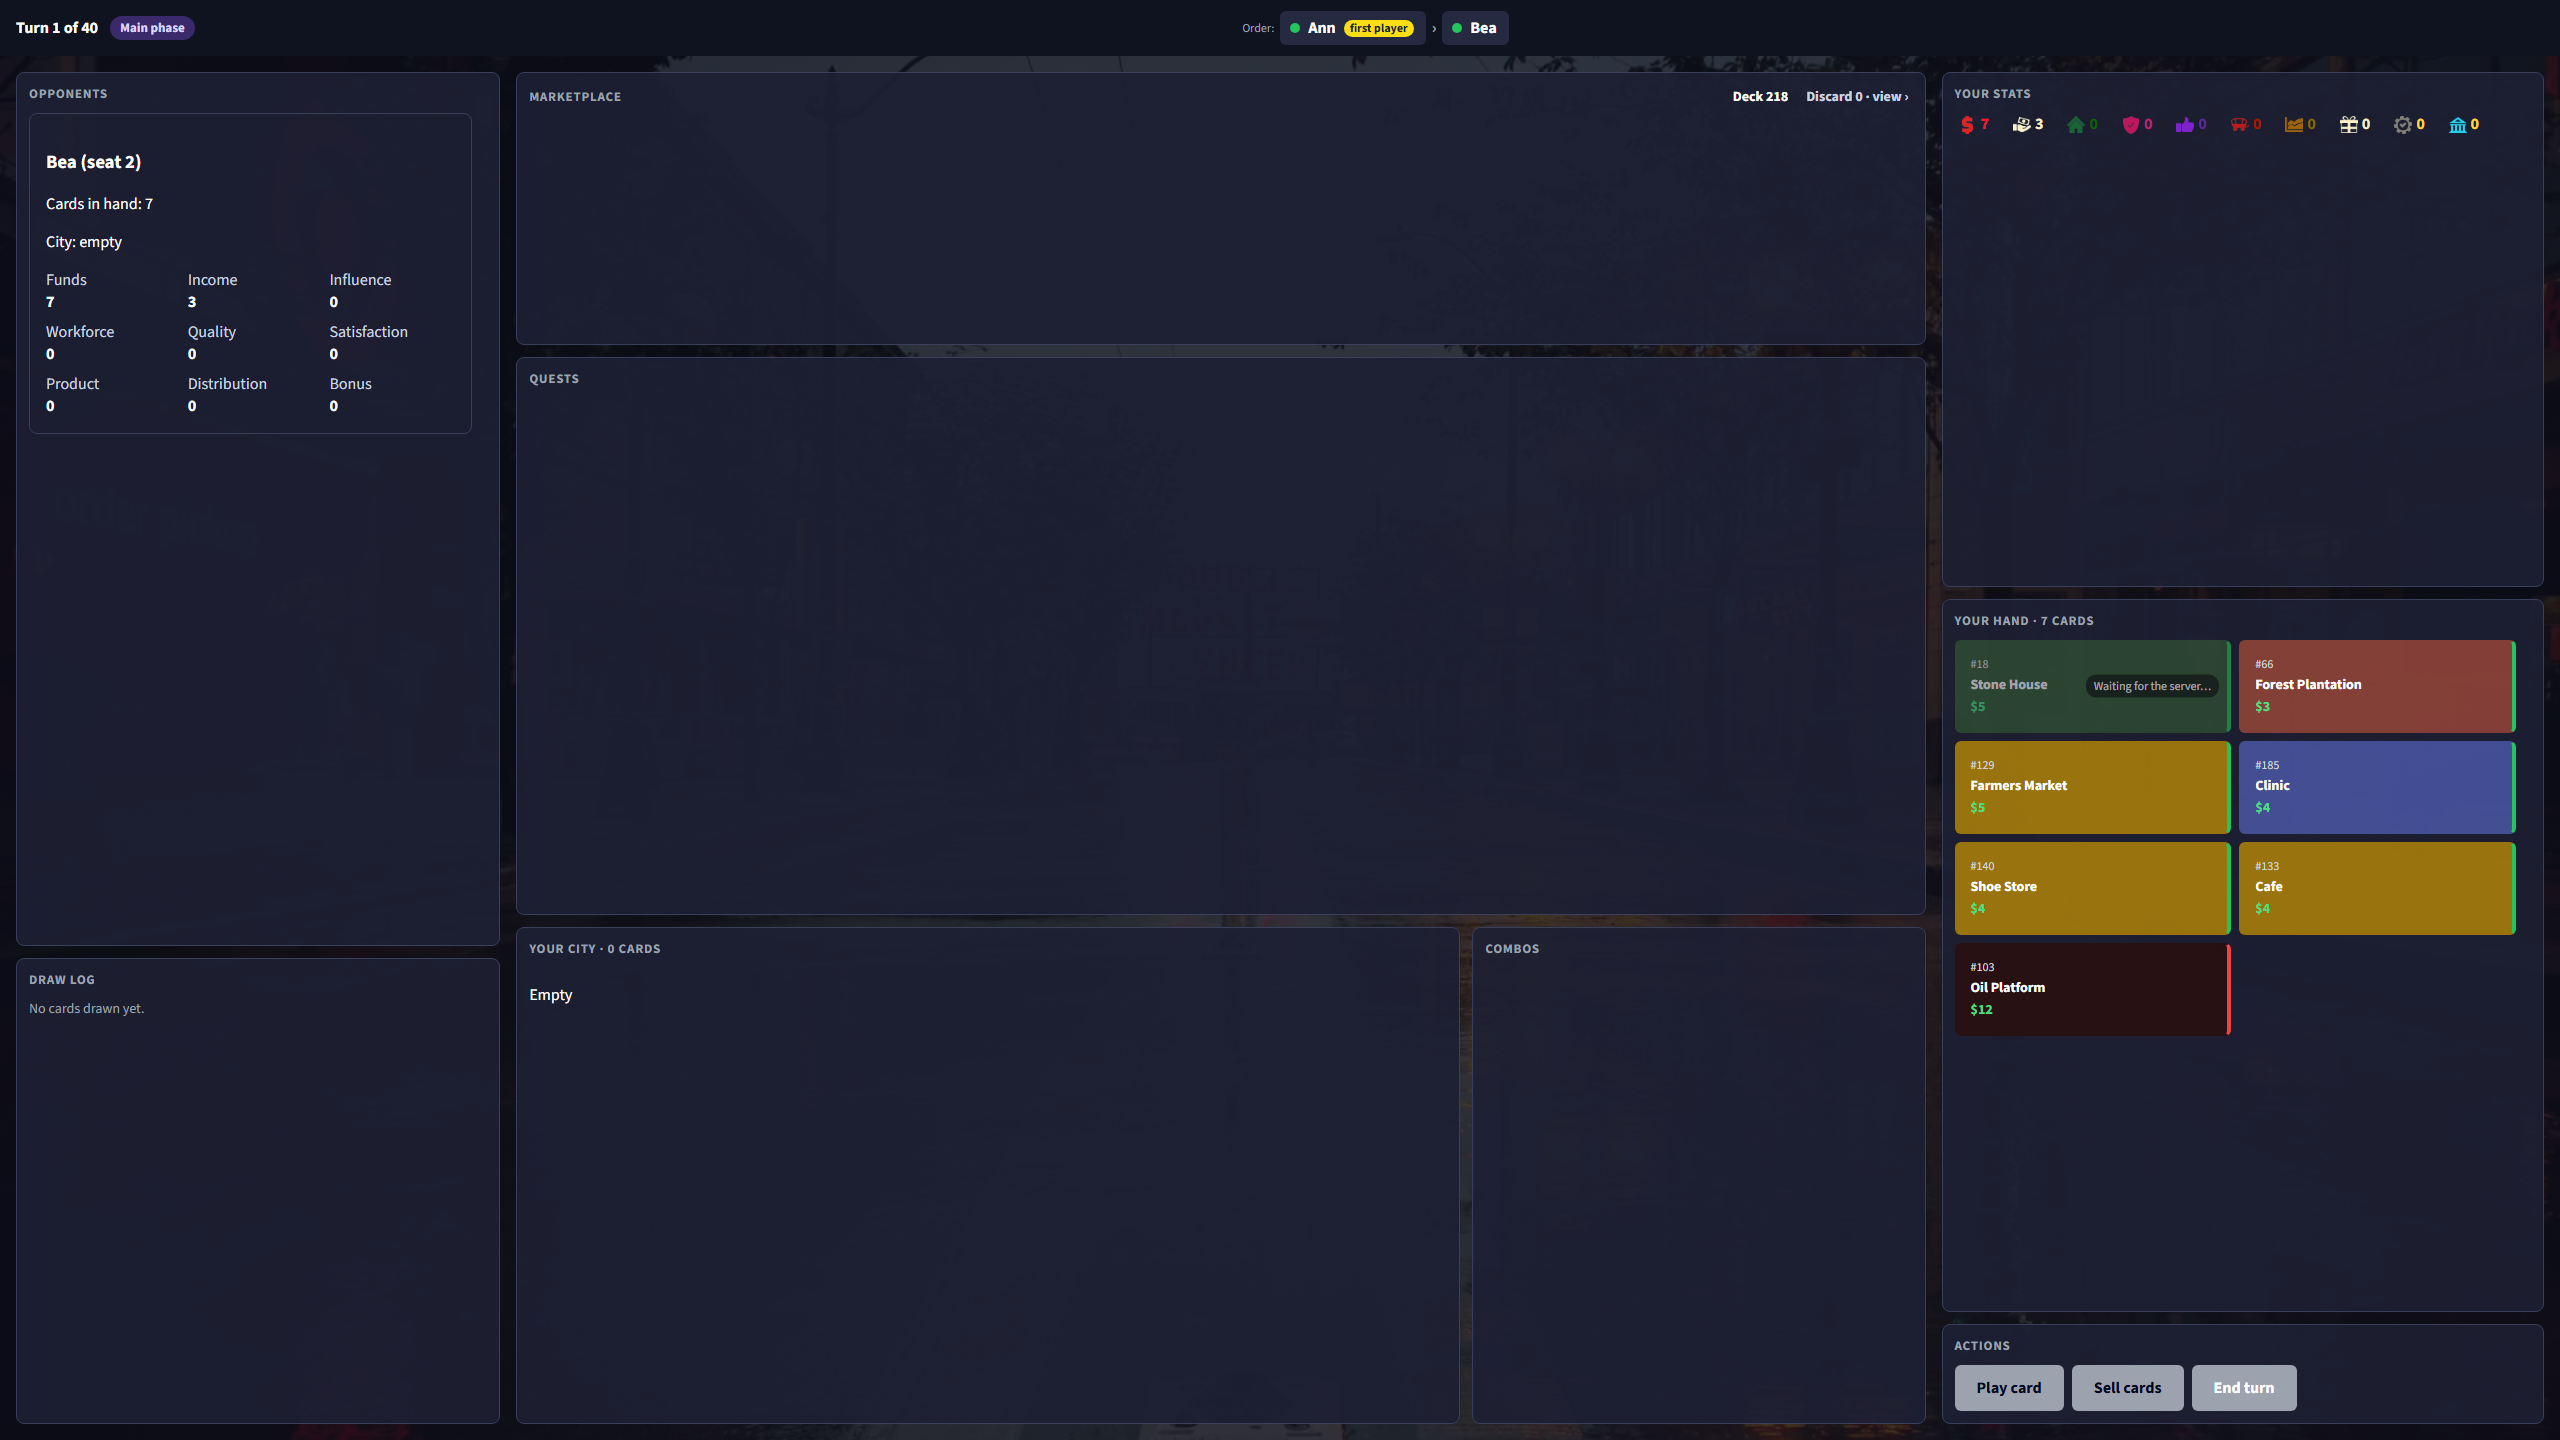 Turn 1 of 40
Main phase
Order:
Ann
first player
›
Bea
OPPONENTS
Bea (seat 2)
Cards in hand: 7
City: empty
Funds Income Influence
7 3 0
Workforce Quality Satisfaction
0 0 0
Product Distribution Bonus
0 0 0
DRAW LOG
No cards drawn yet.
MARKETPLACE
Deck 218
Discard 0 · view ›
QUESTS
YOUR CITY · 0 CARDS
Empty
COMBOS
YOUR STATS
7 3 0 0 0 0 0 0 0 0
YOUR HAND · 7 CARDS
#18
Stone House
$5
Waiting for the server…
#66
Forest Plantation
$3
#129
Farmers Market
$5
#185
Clinic
$4
#140
Shoe Store
$4
#133
Cafe
$4
#103
Oil Platform
$12
ACTIONS
Play card
Sell cards
End turn